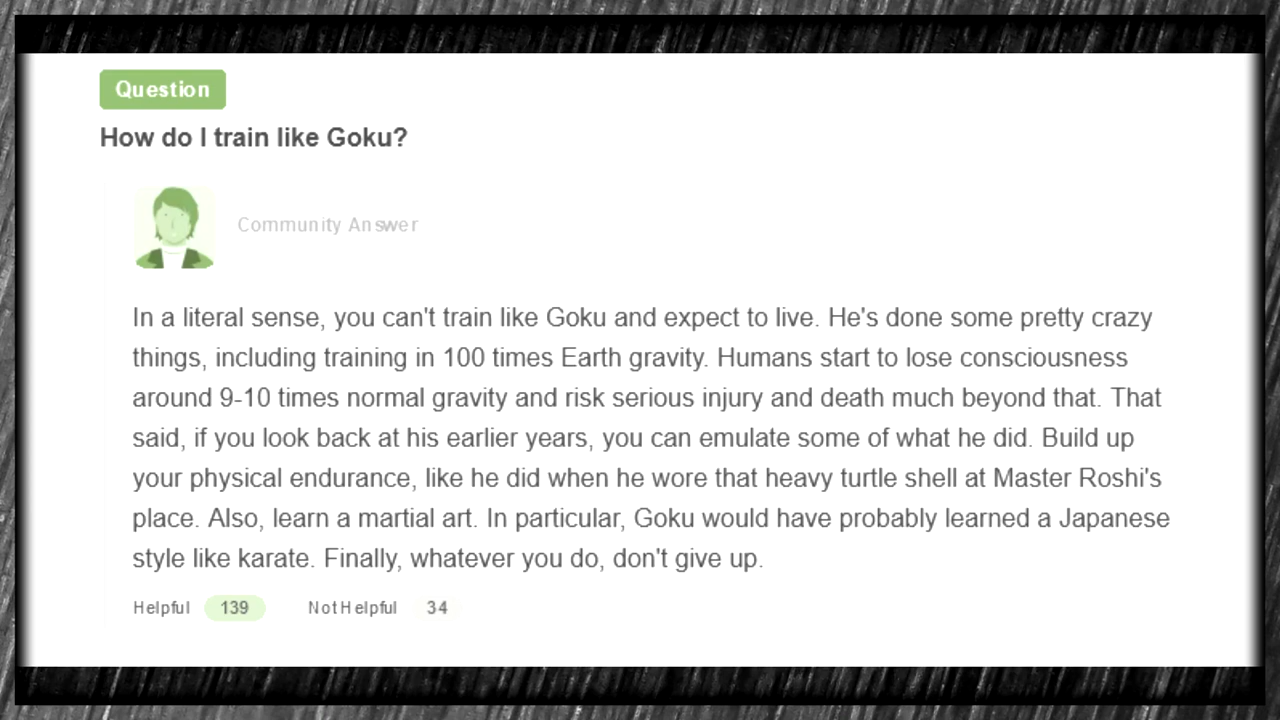 Question
How do I train like Goku?
Community Answer
In a literal sense, you can't train like Goku and expect to live. He's done some pretty crazy
things, including training in 100 times Earth gravity. Humans start to lose consciousness
around 9-10 times normal gravity and risk serious injury and death much beyond that. That
said, if you look back at his earlier years, you can emulate some of what he did. Build up
your physical endurance, like he did when he wore that heavy turtle shell at Master Roshi's
place. Also, learn a martial art. In particular, Goku would have probably learned a Japanese
style like karate. Finally, whatever you do, don't give up.
Helpful 139 Not Helpful 34